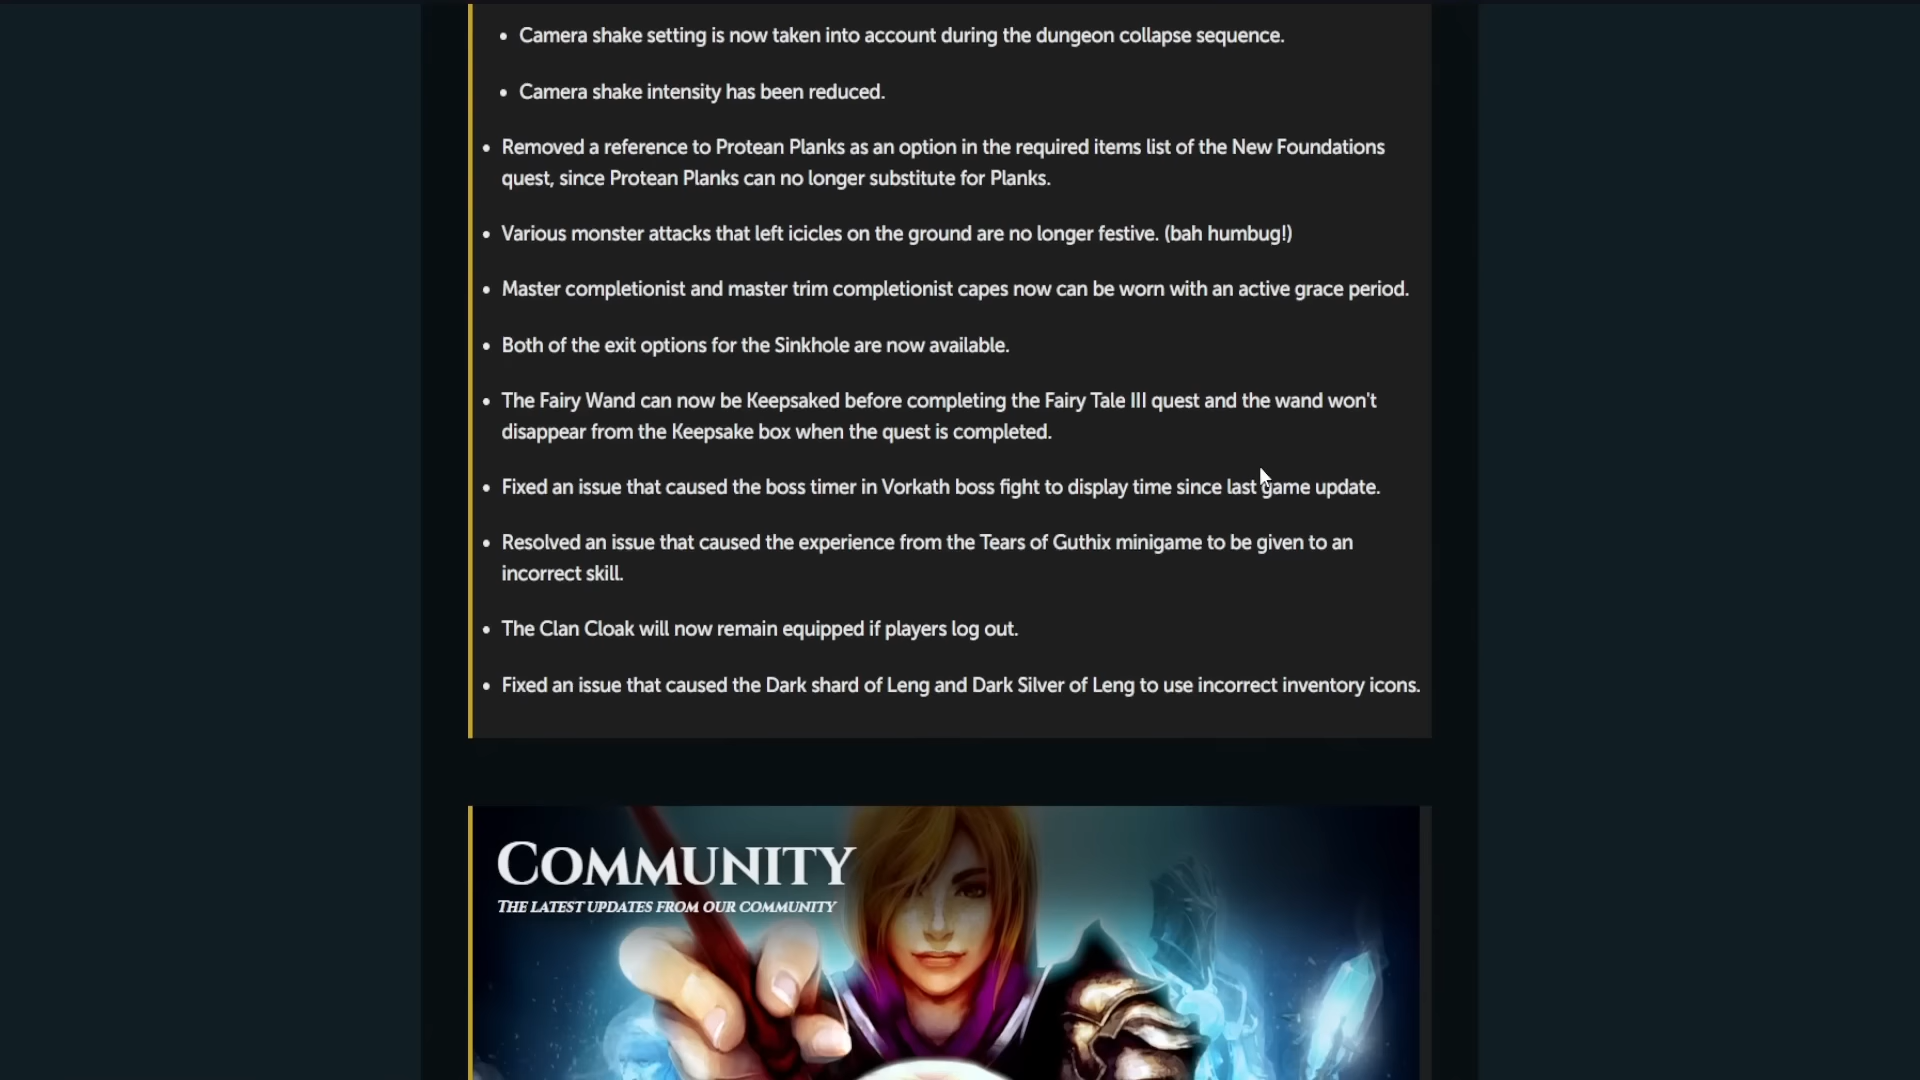 • Camera shake setting is now taken into account during the dungeon collapse sequence.
• Camera shake intensity has been reduced.
• Removed a reference to Protean Planks as an option in the required items list of the New Foundations
quest, since Protean Planks can no longer substitute for Planks.
• Various monster attacks that left icicles on the ground are no longer festive. (bah humbug!)
• Master completionist and master trim completionist capes now can be worn with an active grace period.
• Both of the exit options for the Sinkhole are now available.
• The Fairy Wand can now be Keepsaked before completing the Fairy Tale III quest and the wand won't
disappear from the Keepsake box when the quest is completed.
• Fixed an issue that caused the boss timer in Vorkath boss fight to display time since last game update.
• Resolved an issue that caused the experience from the Tears of Guthix minigame to be given to an
incorrect skill.
• The Clan Cloak will now remain equipped if players log out.
• Fixed an issue that caused the Dark shard of Leng and Dark Silver of Leng to use incorrect inventory icons.
COMMUNITY
THE LATEST UPDATES FROM OUR COMMUNITY